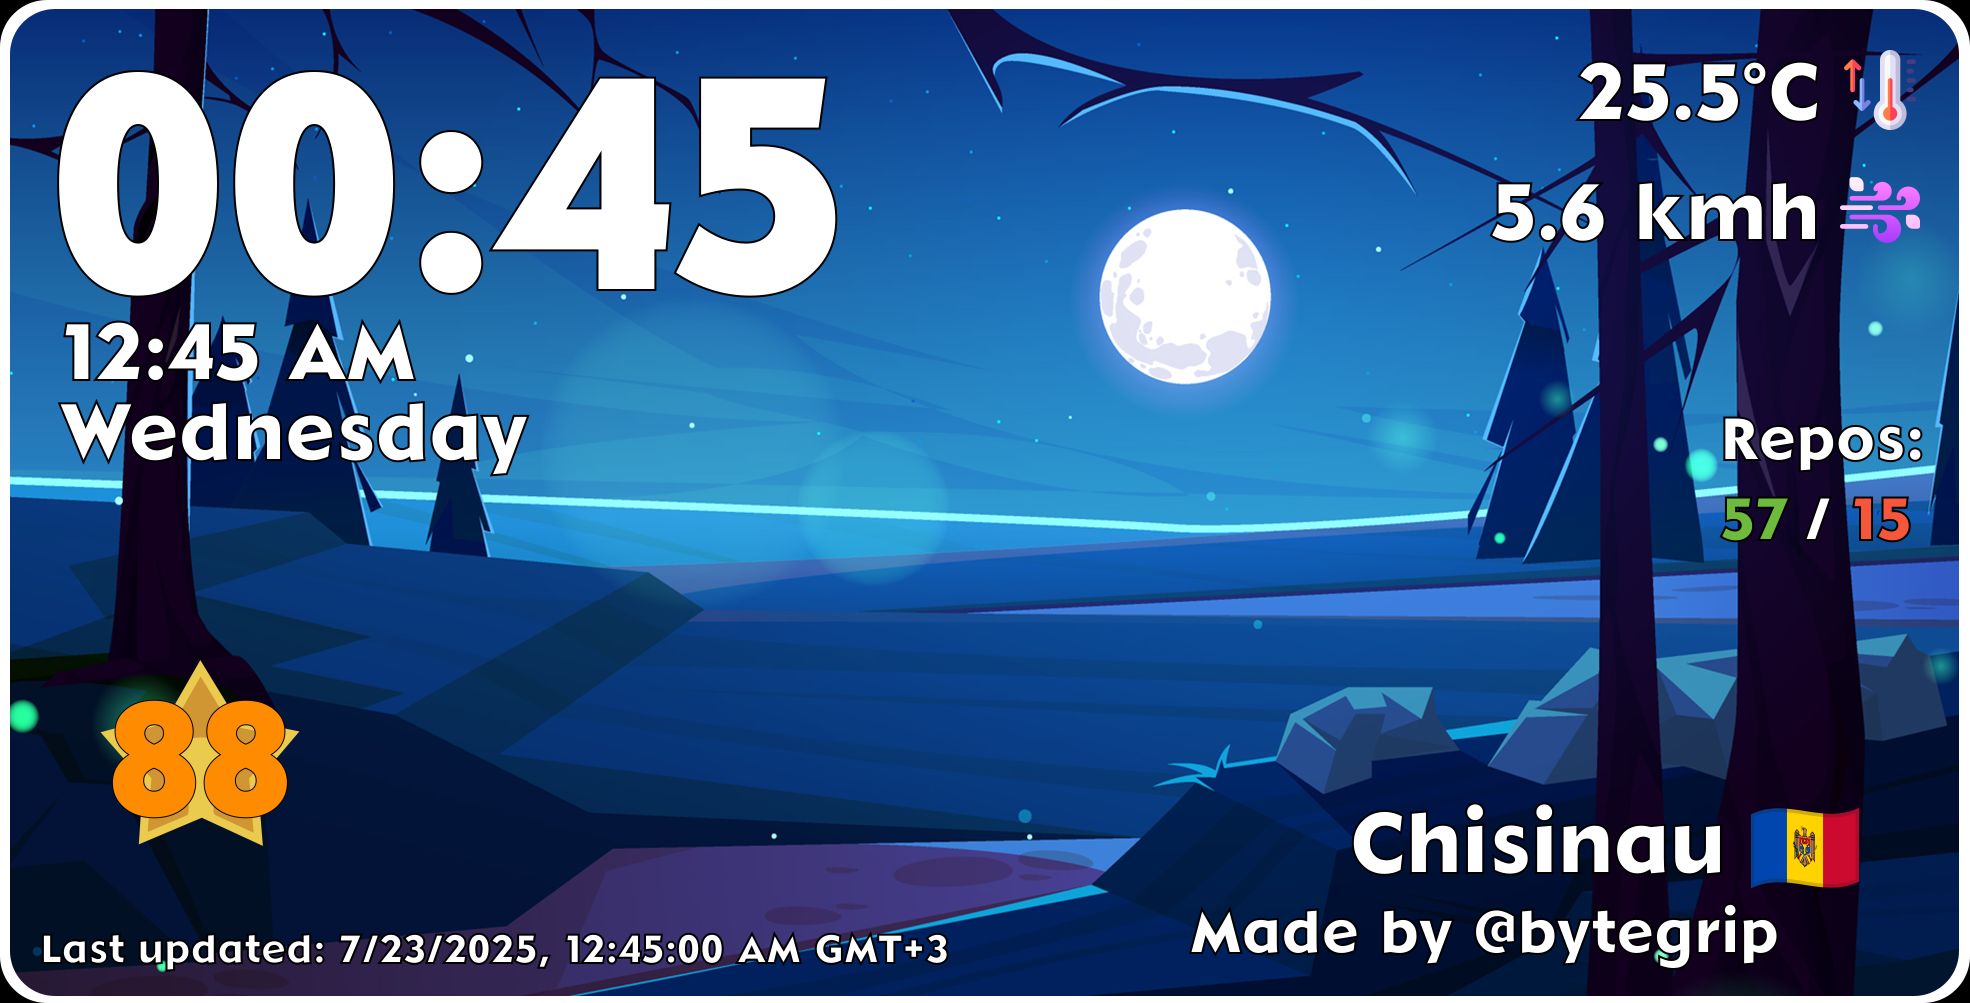 00:45
12:45 AM
Wednesday
25.5°C
5.6 kmh
Repos:
57 / 15
88
Chisinau
Made by @bytegrip
Last updated: 7/23/2025, 12:45:00 AM GMT+3